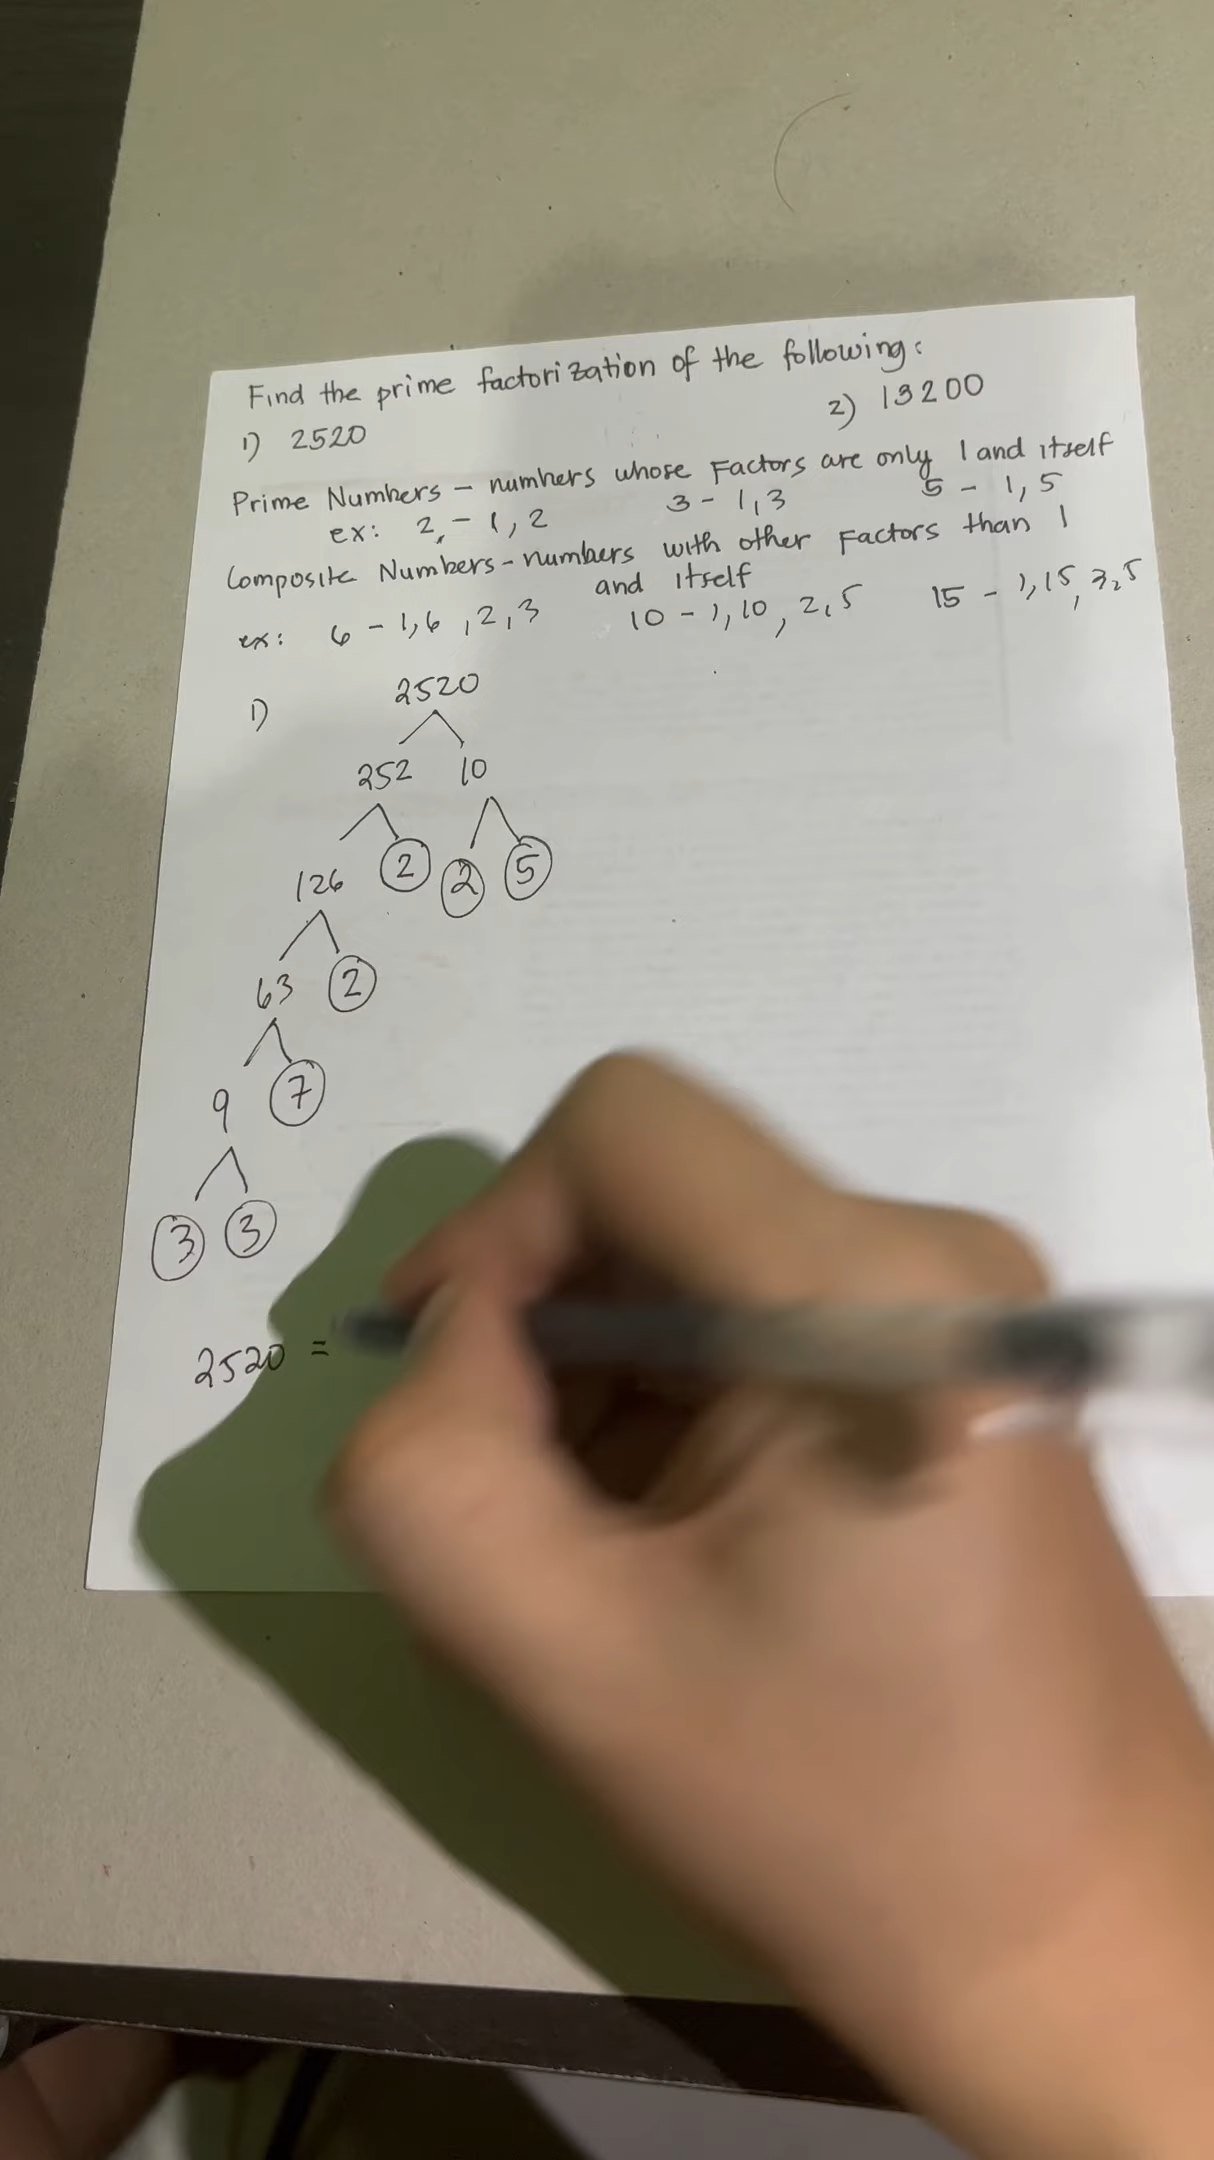 Find the prime factorization of the following:
1) 2520 2) 13200
Prime Numbers - numbers whose Factors are only 1 and itself
ex: 2 - 1, 2 3 - 1, 3 5 - 1, 5
Composite Numbers - numbers with other Factors than 1
and itself
ex: 6 - 1, 6, 2, 3 10 - 1, 10, 2, 5 15 - 1, 15, 3, 5
1) 2520
252 10
126 2 2 5
63 2
9 7
3 3
2520 =